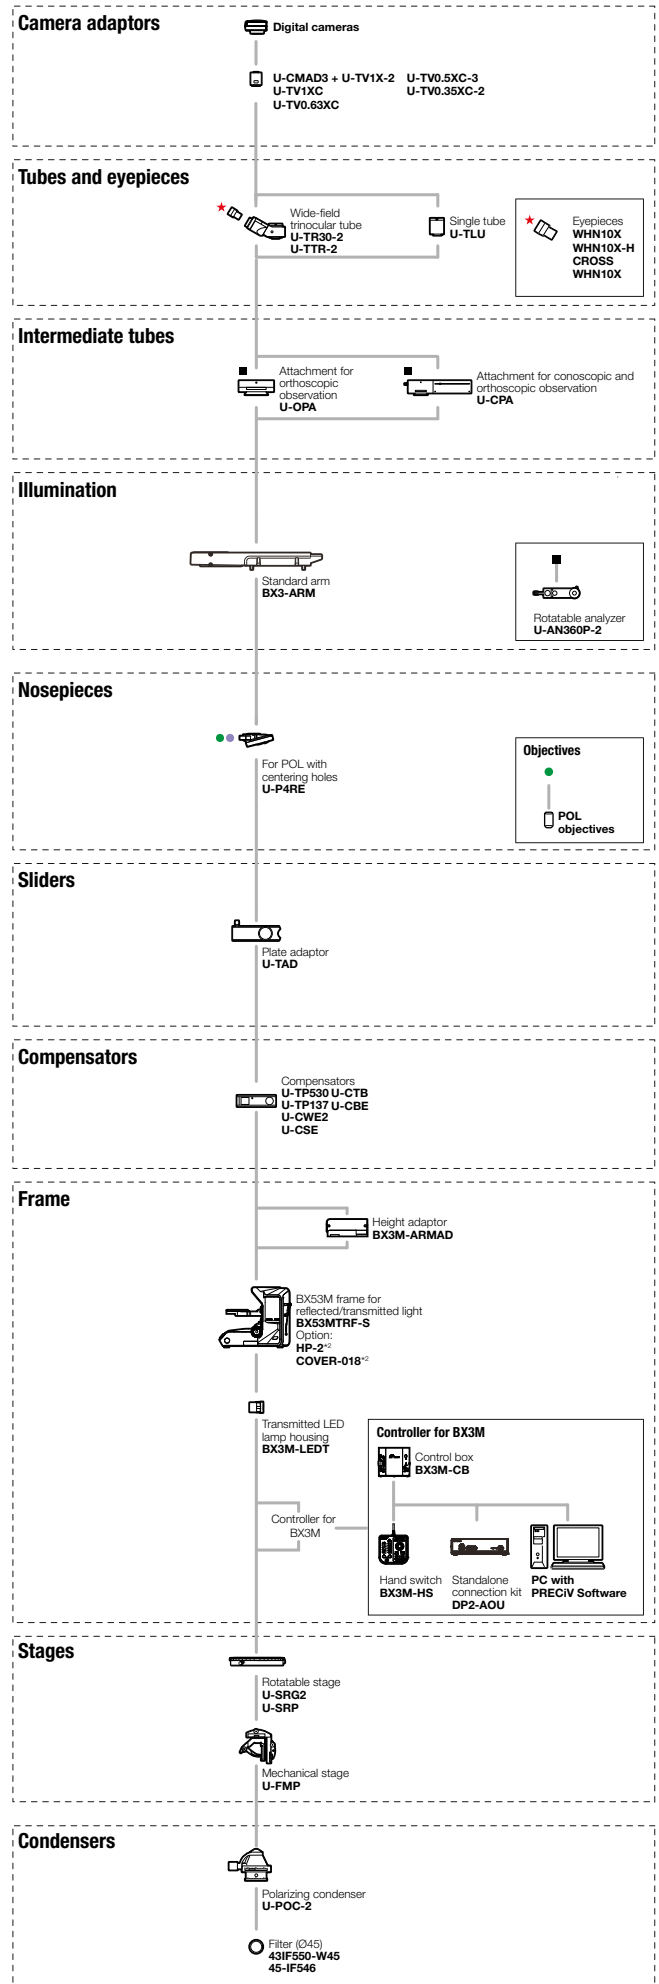 Camera adaptors
Digital cameras
U-CMAD3 + U-TV1X-2 U-TV0.5XC-3
U-TV1XC U-TV0.35XC-2
U-TV0.63XC
Tubes and eyepieces
Wide-field
trinocular tube
U-TR30-2
U-TTR-2
Single tube
U-TLU
Eyepieces
WHN10X
WHN10X-H
CROSS
WHN10X
Intermediate tubes
Attachment for
orthoscopic
observation
U-OPA
Attachment for conoscopic and
orthoscopic observation
U-CPA
Illumination
Standard arm
BX3-ARM
Rotatable analyzer
U-AN360P-2
Nosepieces
For POL with
centering holes
U-P4RE
Objectives
POL
objectives
Sliders
Plate adaptor
U-TAD
Compensators
Compensators
U-TP530 U-CTB
U-TP137 U-CBE
U-CWE2
U-CSE
Frame
Height adaptor
BX3M-ARMAD
BX53M frame for
reflected/transmitted light
BX53MTRF-S
Option:
HP-2*2
COVER-018*2
Transmitted LED
lamp housing
BX3M-LEDT
Controller for
BX3M
Controller for BX3M
Control box
BX3M-CB
Hand switch
BX3M-HS
Standalone
connection kit
DP2-AOU
PC with
PRECiV Software
Stages
Rotatable stage
U-SRG2
U-SRP
Mechanical stage
U-FMP
Condensers
Polarizing condenser
U-POC-2
Filter (Ø45)
43IF550-W45
45-IF546